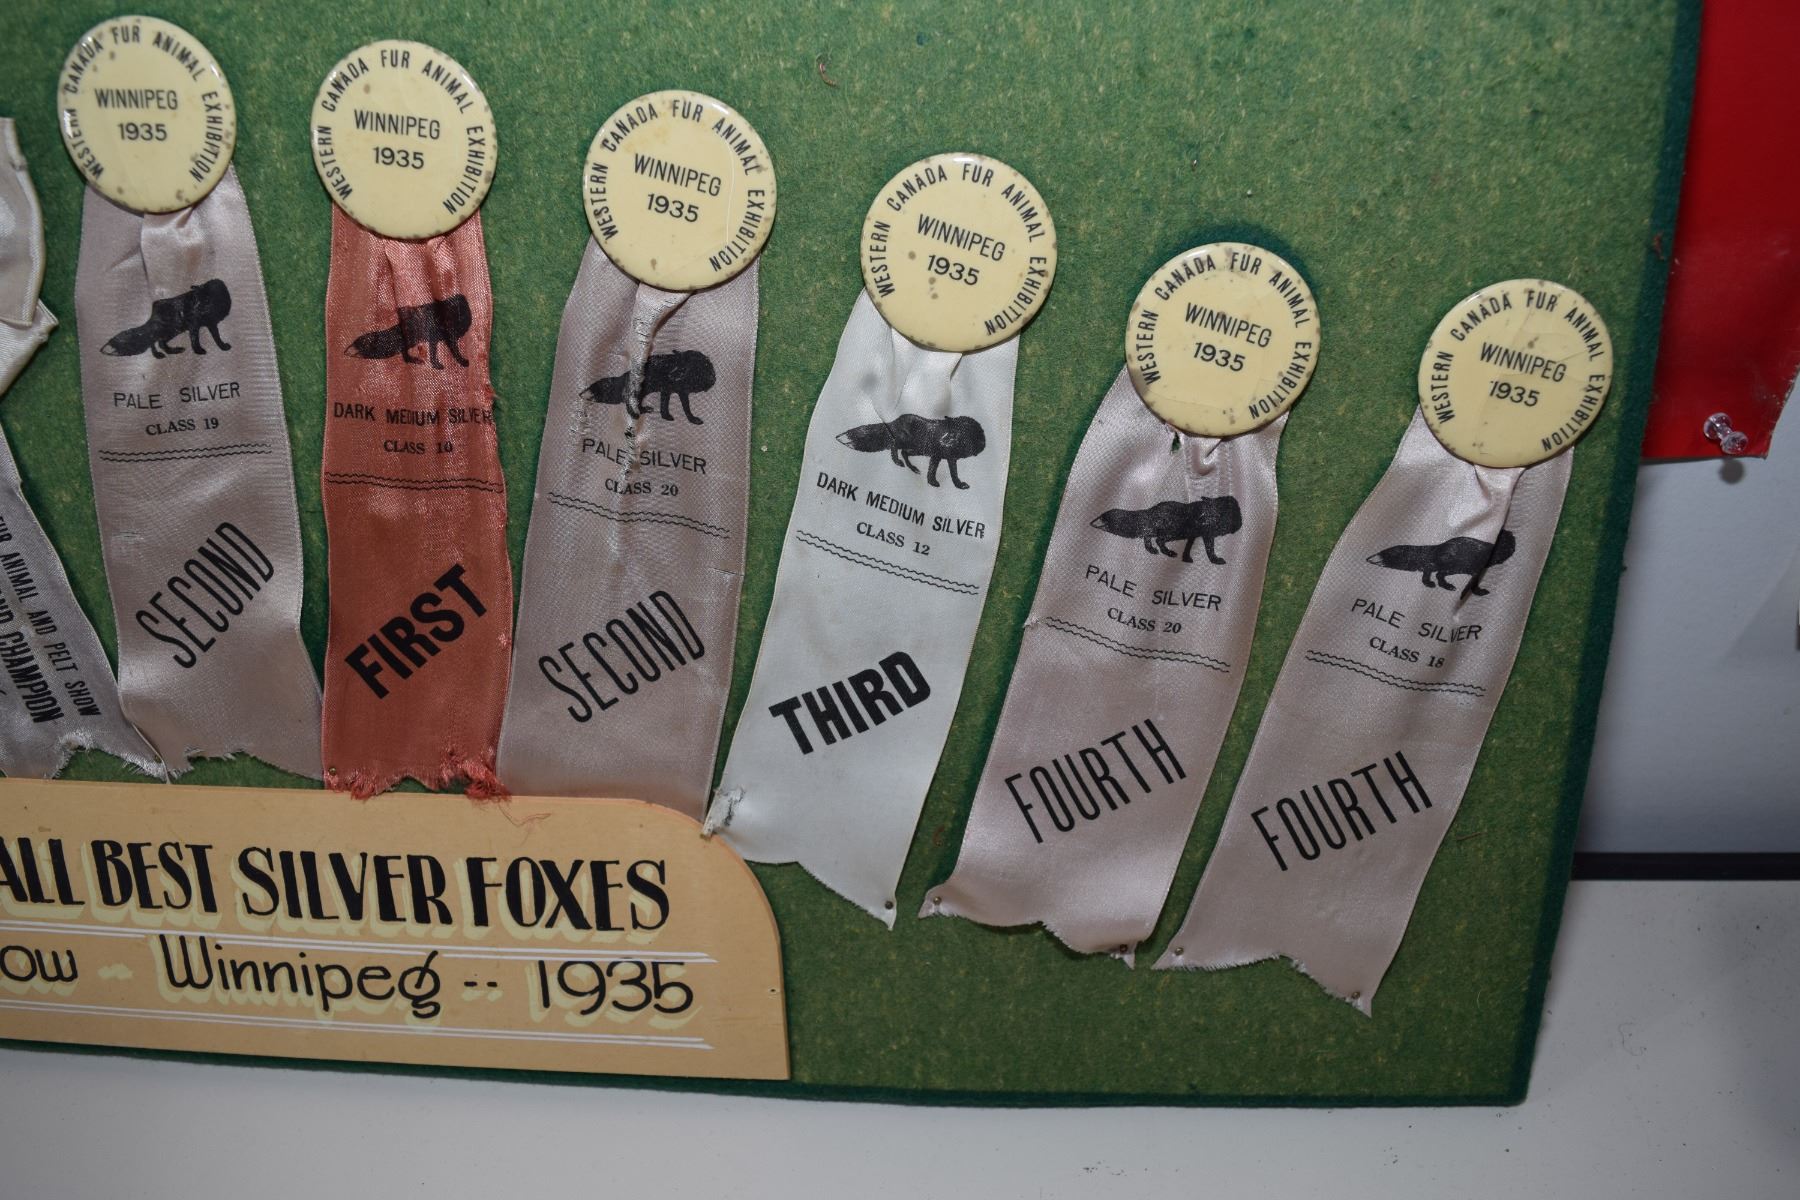 WESTERN CANADA FUR ANIMAL EXHIBITION
WINNIPEG
1935
PALE SILVER
CLASS 19
SECOND
WESTERN CANADA FUR ANIMAL EXHIBITION
WINNIPEG
1935
DARK MEDIUM SILVER
CLASS 10
FIRST
WESTERN CANADA FUR ANIMAL EXHIBITION
WINNIPEG
1935
PALE SILVER
CLASS 20
SECOND
WESTERN CANADA FUR ANIMAL EXHIBITION
WINNIPEG
1935
DARK MEDIUM SILVER
CLASS 12
THIRD
WESTERN CANADA FUR ANIMAL EXHIBITION
WINNIPEG
1935
PALE SILVER
CLASS 20
FOURTH
WESTERN CANADA FUR ANIMAL EXHIBITION
WINNIPEG
1935
PALE SILVER
CLASS 18
FOURTH
FUR ANIMAL AND PELT SHOW
CHAMPION
ALL BEST SILVER FOXES
ow -- Winnipeg -- 1935